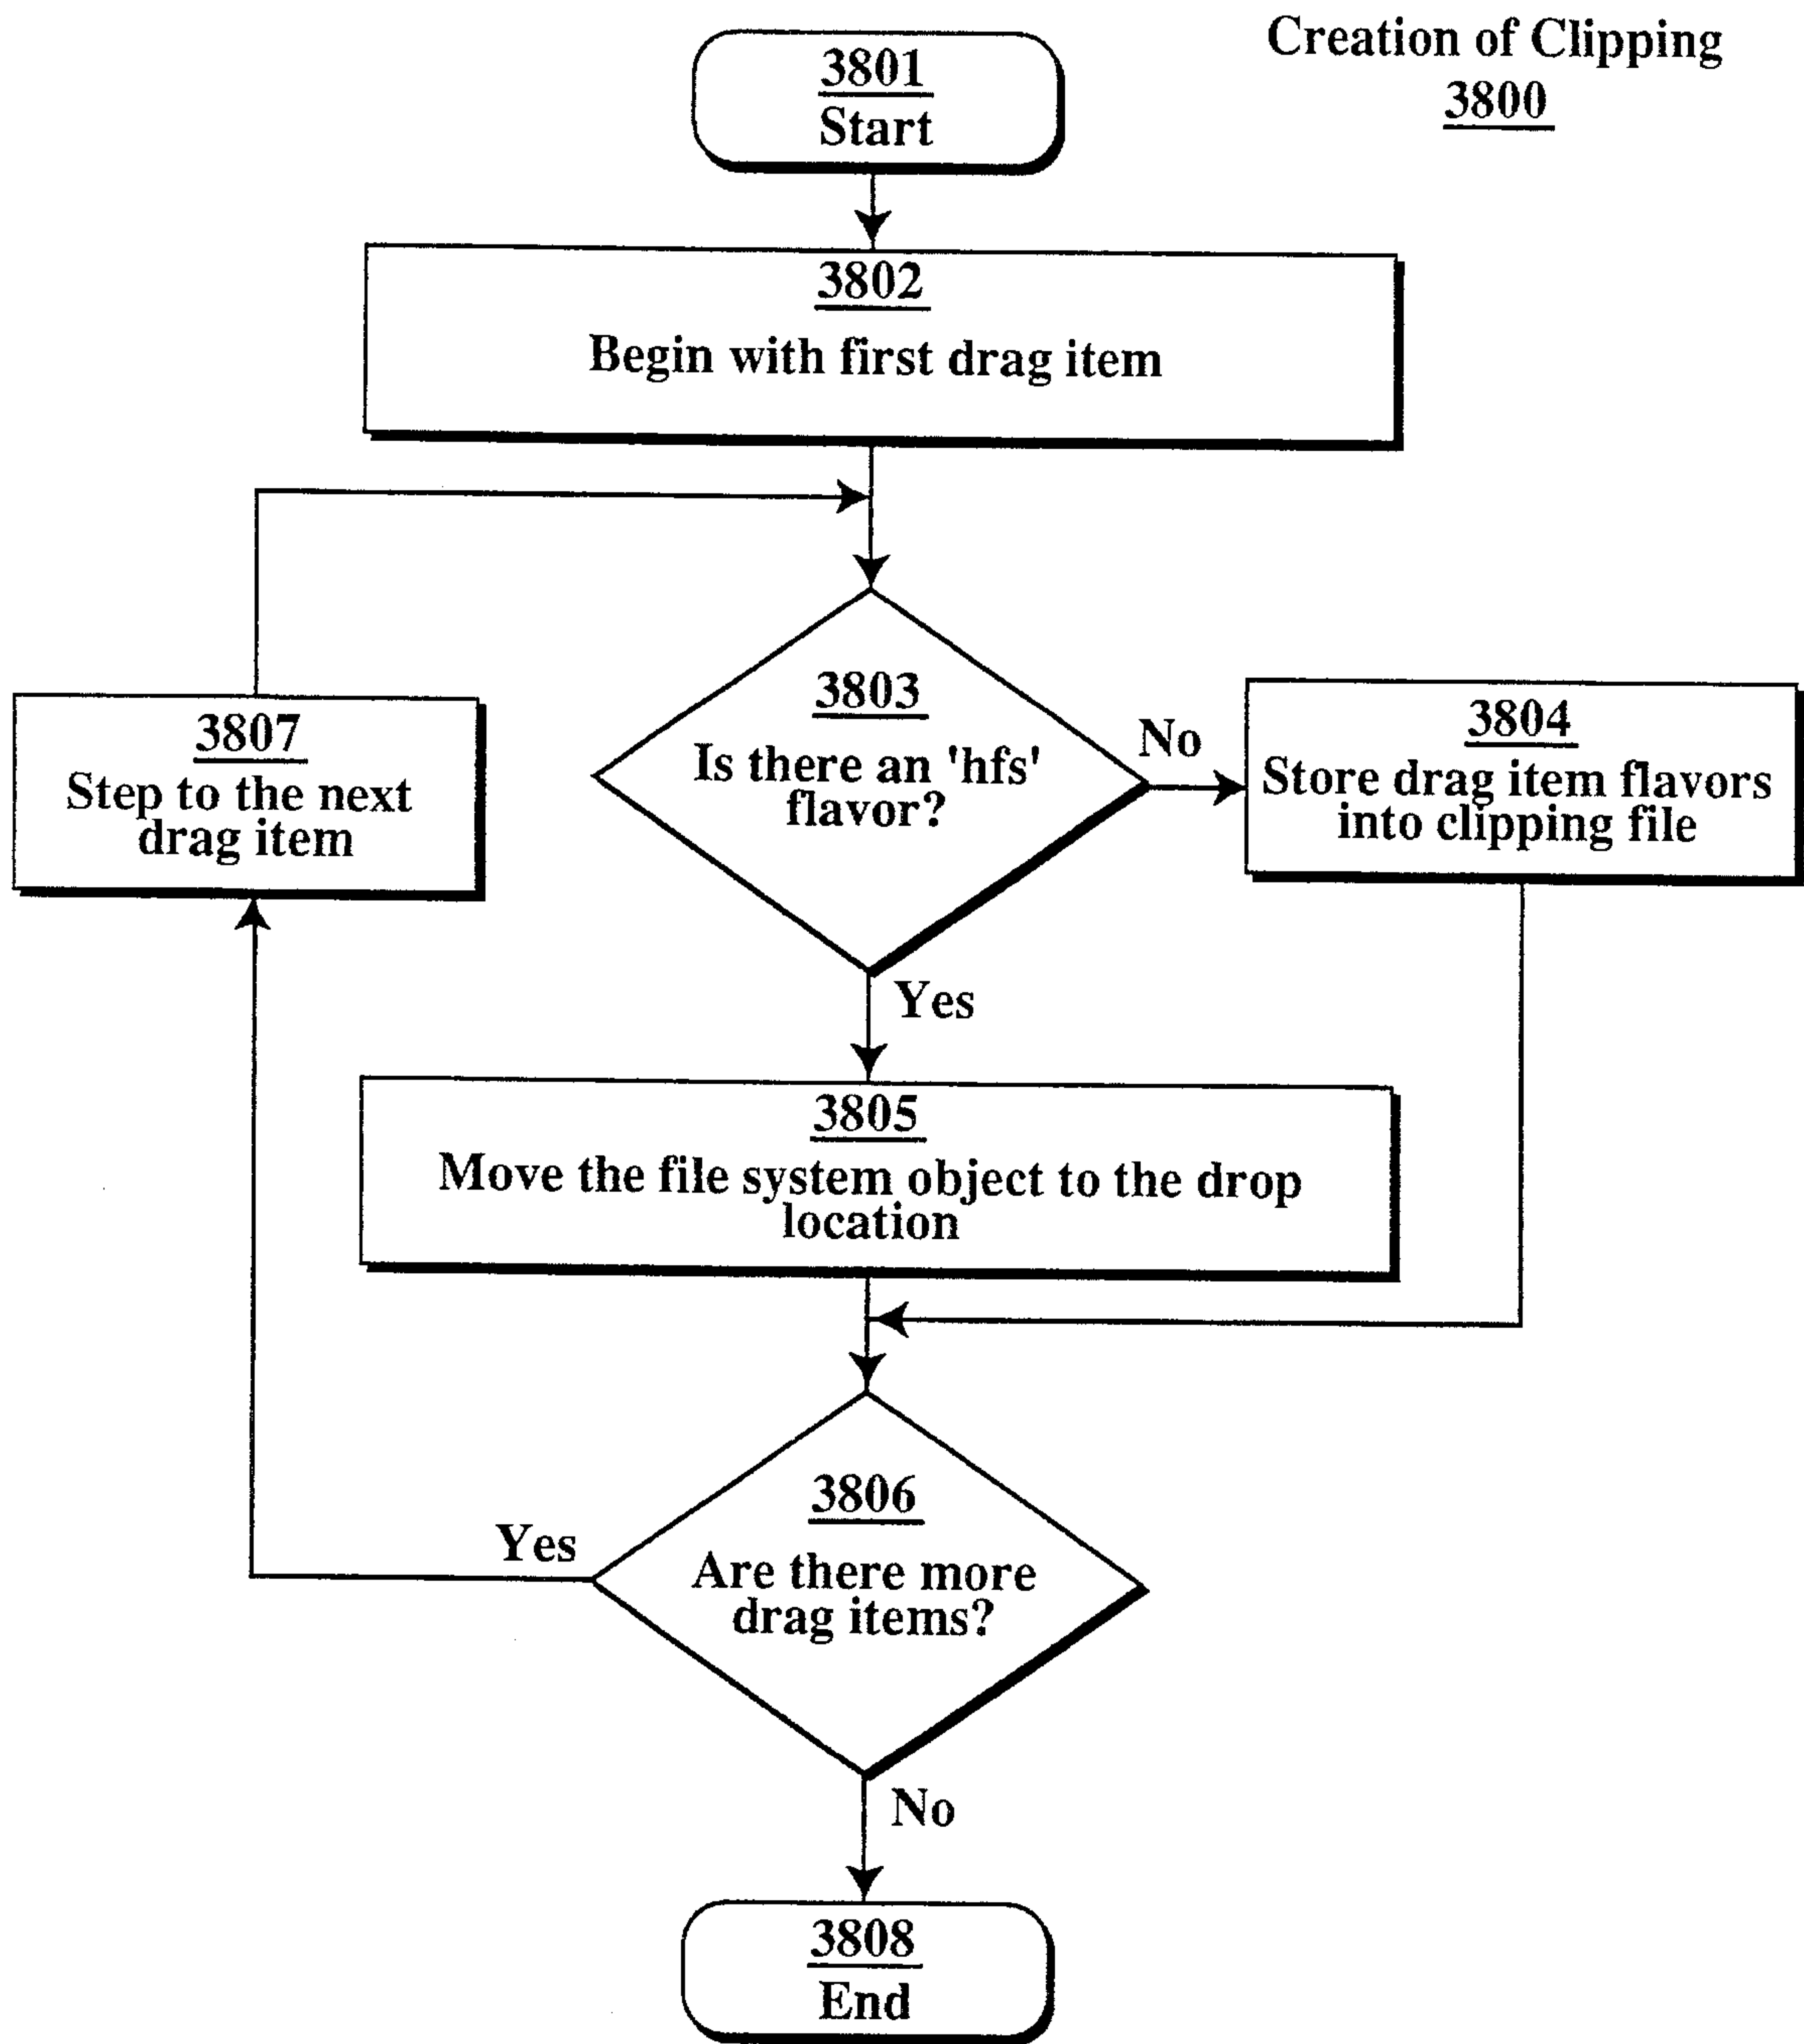 Creation of Clipping
3800
3801
Start
3802
Begin with first drag item
3803
Is there an 'hfs'
flavor?
No
3804
Store drag item flavors
into clipping file
3807
Step to the next
drag item
Yes
3805
Move the file system object to the drop
location
3806
Are there more
drag items?
Yes
No
3808
End